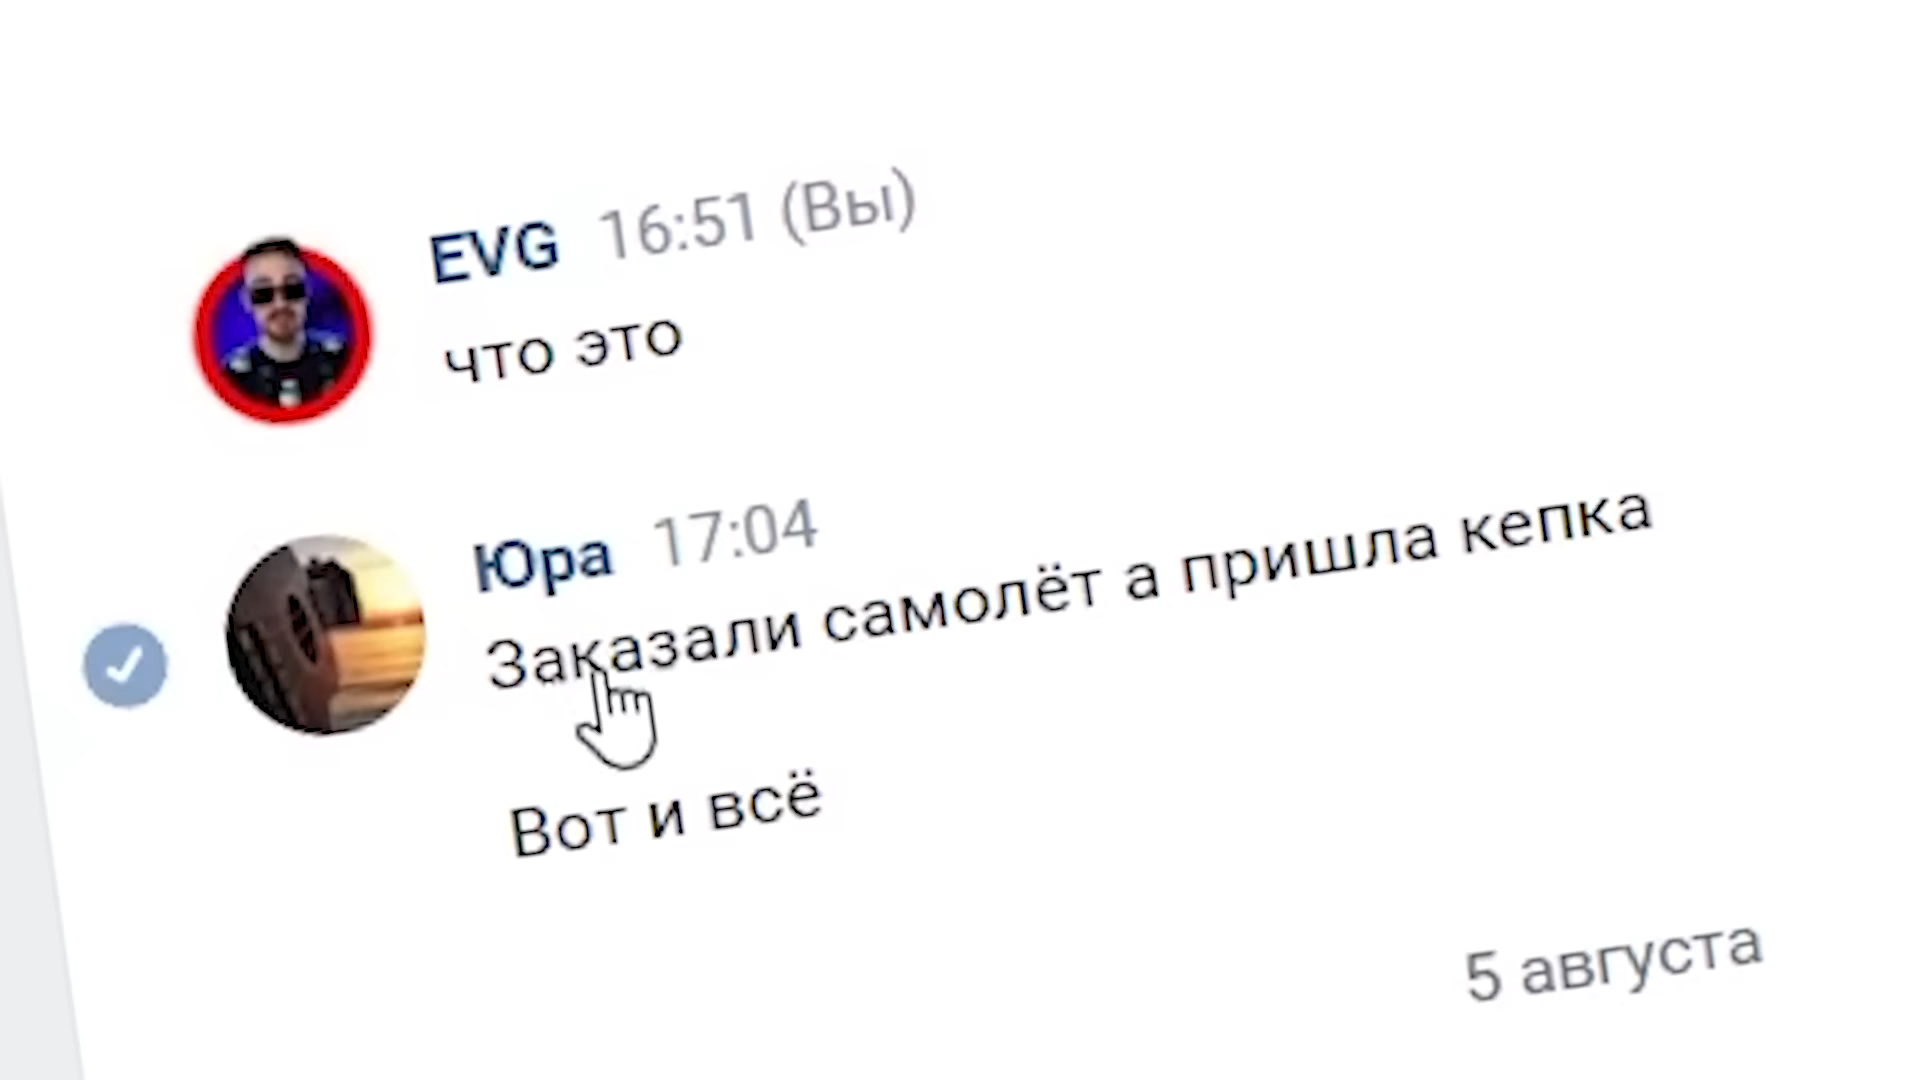 EVG 16:51 (Вы)
что это
Юра 17:04
Заказали самолёт а пришла кепка
Вот и всё
5 августа